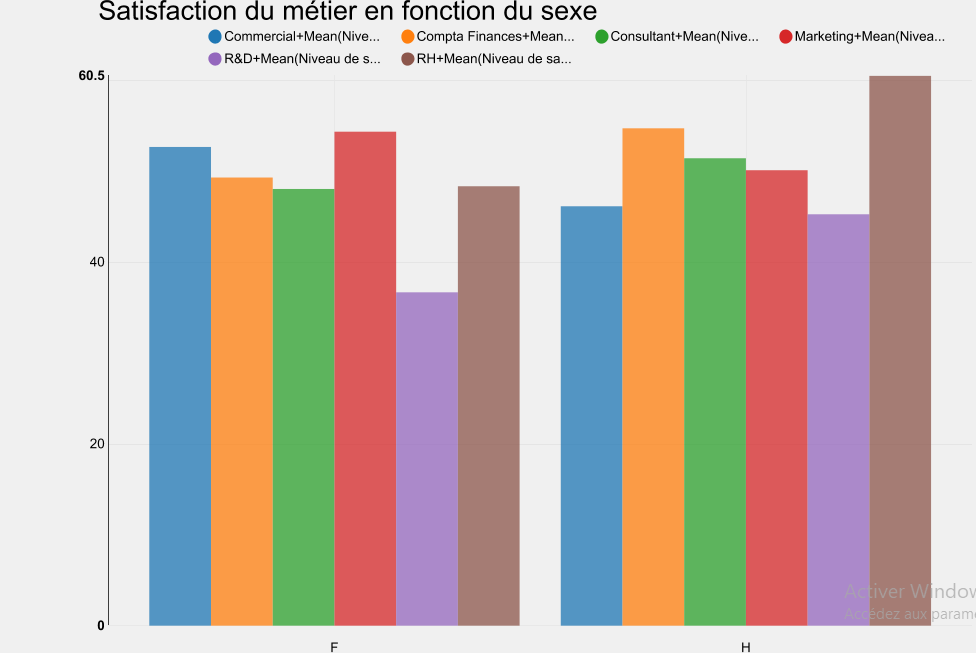 Satisfaction du métier en fonction du sexe
Commercial+Mean(Nive... Compta Finances+Mean... Consultant+Mean(Nive... Marketing+Mean(Nivea...
R&D+Mean(Niveau de s... RH+Mean(Niveau de sa...
60.5
40
20
0
Activer Window
Accédez aux param
F H